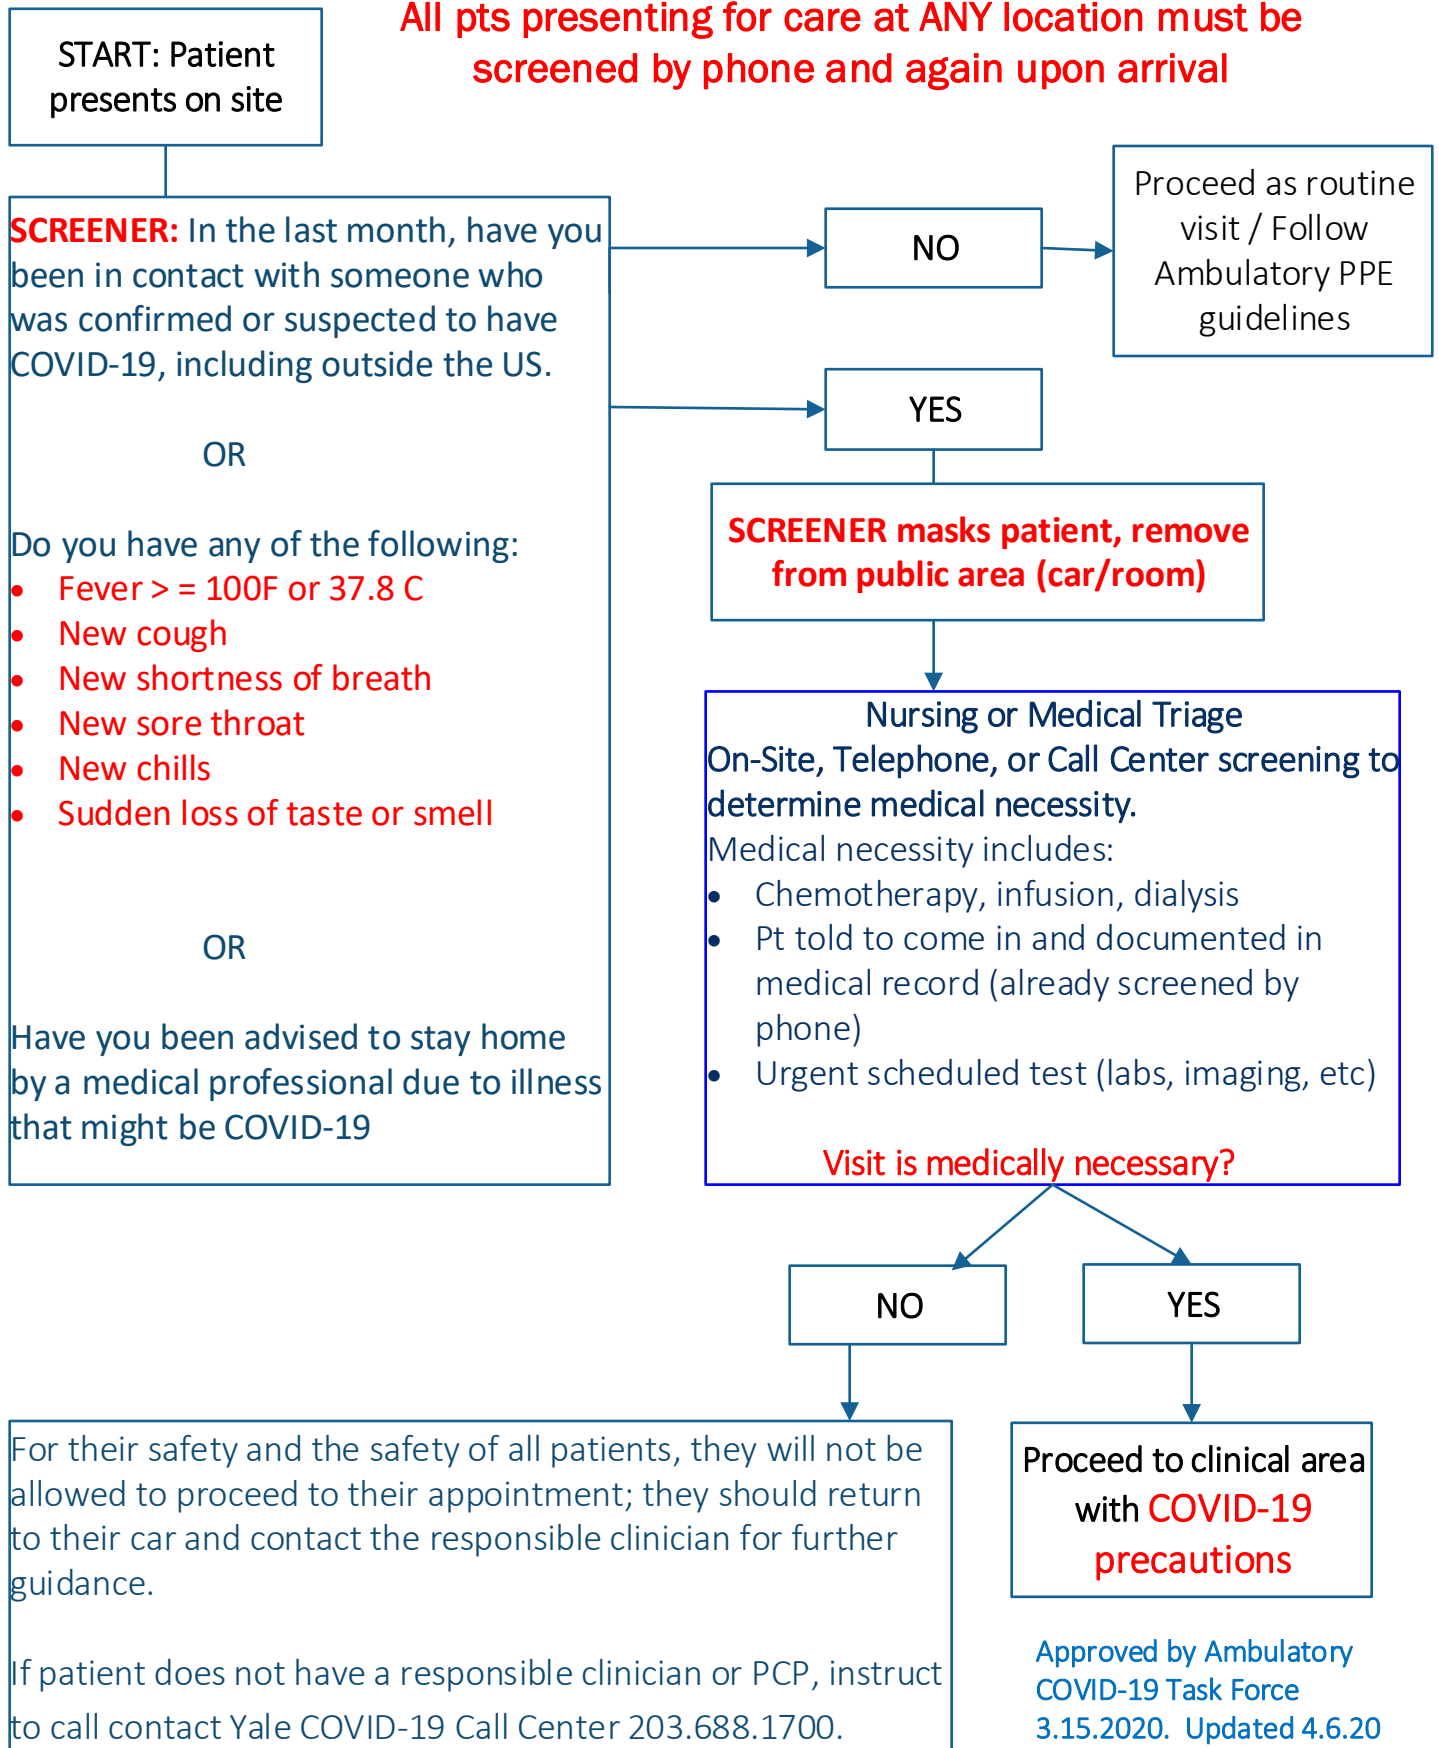 All pts presenting for care at ANY location must be
screened by phone and again upon arrival
START: Patient
presents on site
SCREENER: In the last month, have you
been in contact with someone who
was confirmed or suspected to have
COVID-19, including outside the US.
OR
Do you have any of the following:
• Fever > = 100F or 37.8 C
• New cough
• New shortness of breath
• New sore throat
• New chills
• Sudden loss of taste or smell
OR
Have you been advised to stay home
by a medical professional due to illness
that might be COVID-19
NO
Proceed as routine
visit / Follow
Ambulatory PPE
guidelines
YES
SCREENER masks patient, remove
from public area (car/room)
Nursing or Medical Triage
On-Site, Telephone, or Call Center screening to
determine medical necessity.
Medical necessity includes:
• Chemotherapy, infusion, dialysis
• Pt told to come in and documented in
medical record (already screened by
phone)
• Urgent scheduled test (labs, imaging, etc)
Visit is medically necessary?
NO
YES
For their safety and the safety of all patients, they will not be
allowed to proceed to their appointment; they should return
to their car and contact the responsible clinician for further
guidance.
If patient does not have a responsible clinician or PCP, instruct
to call contact Yale COVID-19 Call Center 203.688.1700.
Proceed to clinical area
with COVID-19
precautions
Approved by Ambulatory
COVID-19 Task Force
3.15.2020. Updated 4.6.20